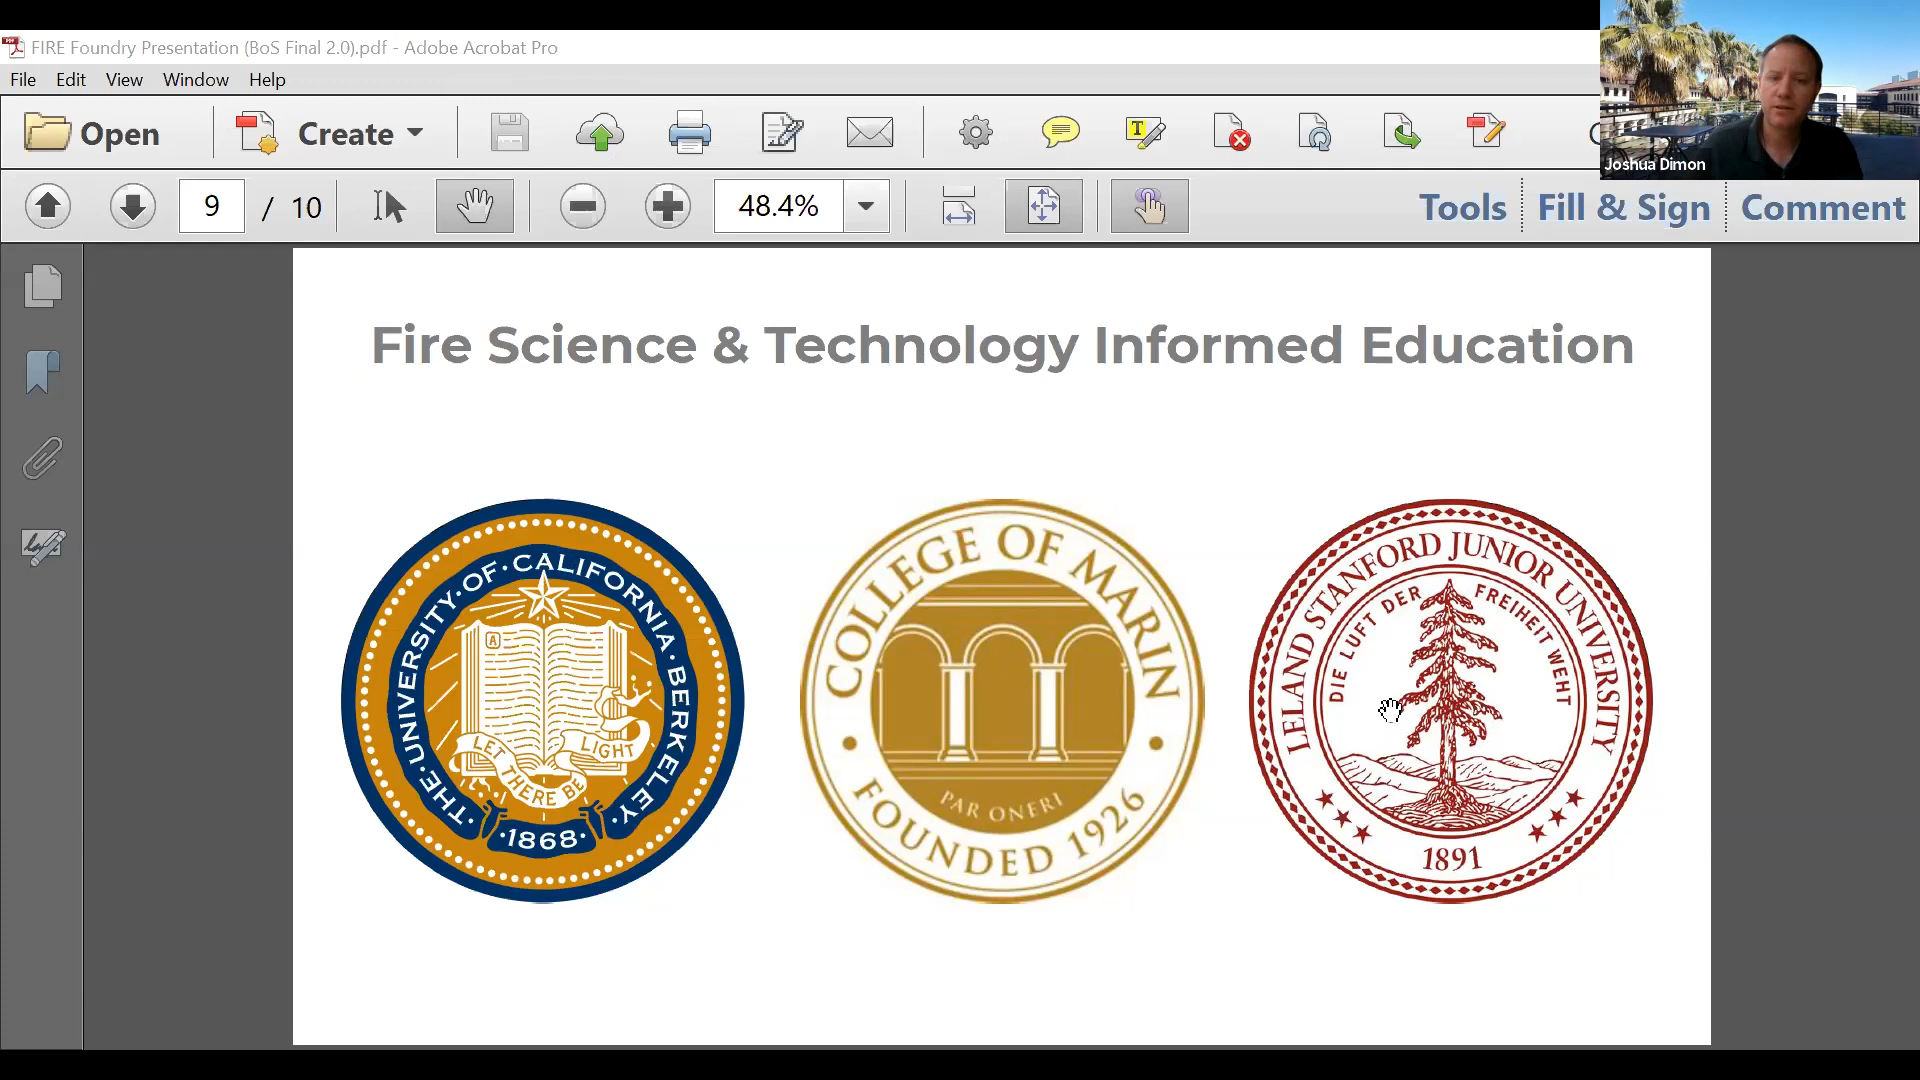 FIRE Foundry Presentation (BoS Final 2.0).pdf - Adobe Acrobat Pro
File Edit View Window Help
Open Create
Joshua Dimon
9 / 10 48.4% Tools Fill & Sign Comment
Fire Science & Technology Informed Education
THE·UNIVERSITY·OF·CALIFORNIA·BERKELEY
A
LET THERE BE LIGHT
·1868·
COLLEGE OF MARIN
PAR ONERI
FOUNDED 1926
LELAND STANFORD JUNIOR UNIVERSITY
DIE LUFT DER FREIHEIT WEHT
1891